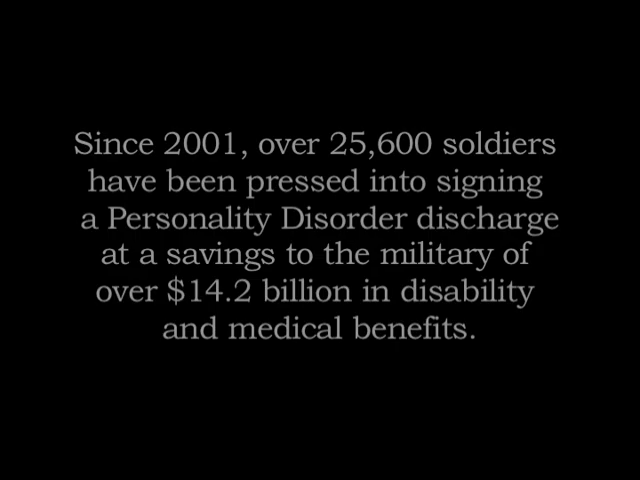 Since 2001, over 25,600 soldiers
have been pressed into signing
a Personality Disorder discharge
at a savings to the military of
over $14.2 billion in disability
and medical benefits.